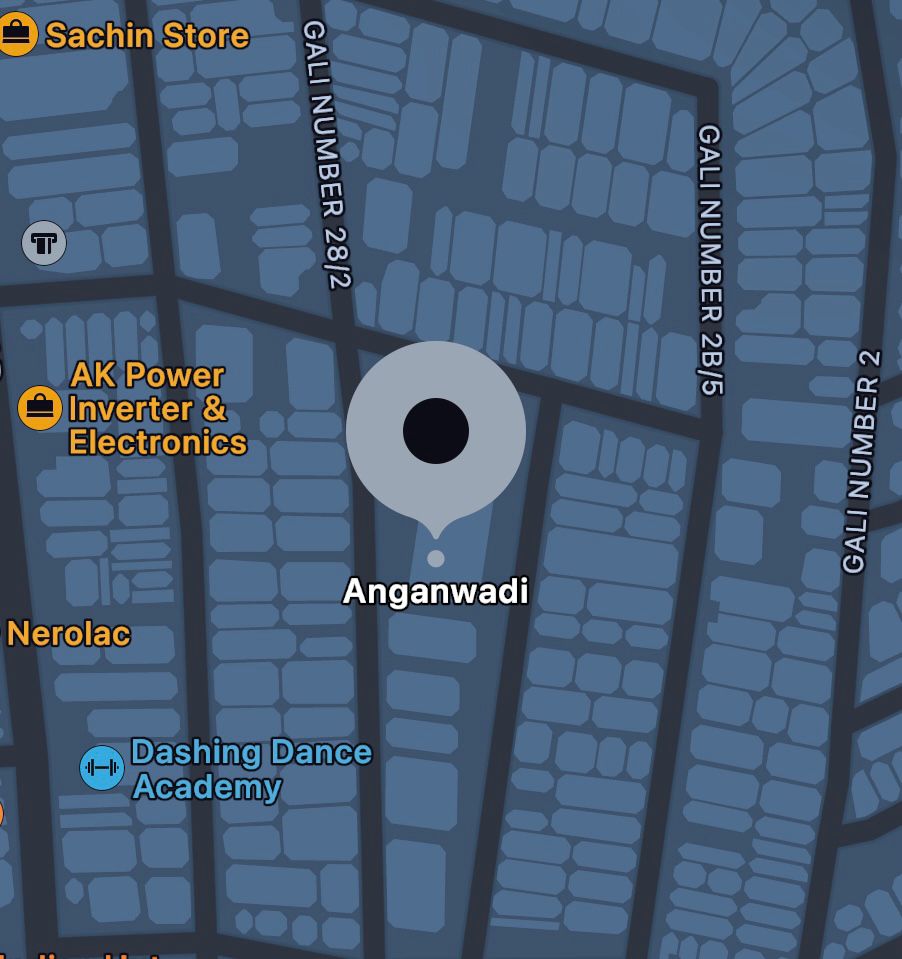 Sachin Store
GALI NUMBER 28/2
GALI NUMBER 2B/5
AK Power
Inverter &
Electronics
GALI NUMBER 2
Anganwadi
Nerolac
Dashing Dance
Academy